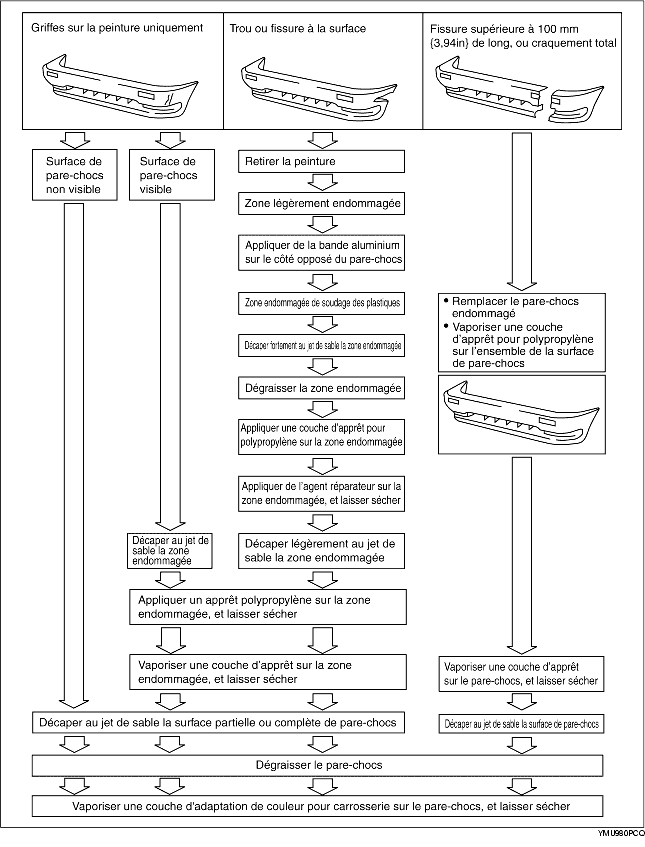 Griffes sur la peinture uniquement
Trou ou fissure à la surface
Fissure supérieure à 100 mm
{3,94in} de long, ou craquement total
Surface de
pare-chocs
non visible
Surface de
pare-chocs
visible
Retirer la peinture
Zone légèrement endommagée
Appliquer de la bande aluminium
sur le côté opposé du pare-chocs
Zone endommagée de soudage des plastiques
Décaper fortement au jet de sable la zone endommagée
Dégraisser la zone endommagée
Appliquer une couche d'apprêt pour
polypropylène sur la zone endommagée
Appliquer de l'agent réparateur sur la
zone endommagée, et laisser sécher
Décaper au jet de
sable la zone
endommagée
Décaper légèrement au jet de
sable la zone endommagée
• Remplacer le pare-chocs
endommagé
• Vaporiser une couche
d'apprêt pour polypropylène
sur l'ensemble de la surface
de pare-chocs
Appliquer un apprêt polypropylène sur la zone
endommagée, et laisser sécher
Vaporiser une couche d'apprêt sur la zone
endommagée, et laisser sécher
Vaporiser une couche d'apprêt
sur le pare-chocs, et laisser sécher
Décaper au jet de sable la surface partielle ou complète de pare-chocs
Décaper au jet de sable la surface de pare-chocs
Dégraisser le pare-chocs
Vaporiser une couche d'adaptation de couleur pour carrosserie sur le pare-chocs, et laisser sécher
YMU980PCQ